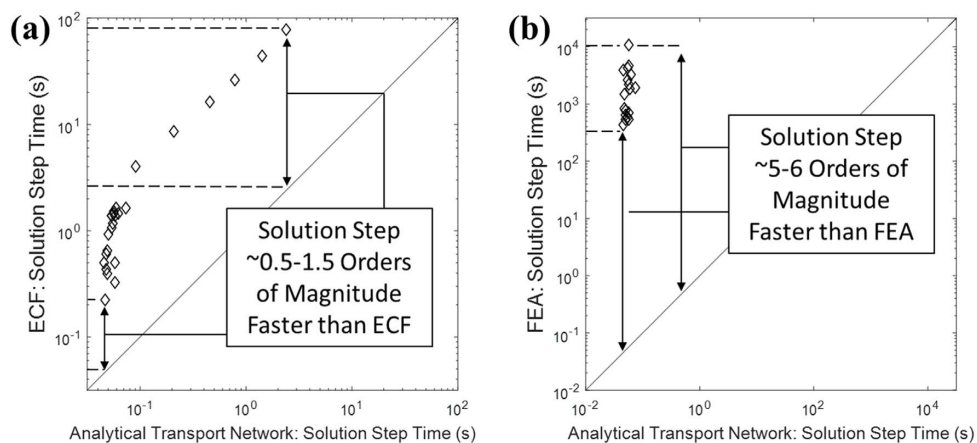 (a)
ECF: Solution Step Time (s)
10²
10¹
10⁰
10⁻¹
Solution Step
~0.5-1.5 Orders
of Magnitude
Faster than ECF
10⁻¹ 10⁰ 10¹ 10²
Analytical Transport Network: Solution Step Time (s)
(b)
FEA: Solution Step Time (s)
10⁴
10³
10²
10¹
10⁰
10⁻¹
10⁻²
Solution Step
~5-6 Orders of
Magnitude
Faster than FEA
10⁻² 10⁰ 10² 10⁴
Analytical Transport Network: Solution Step Time (s)